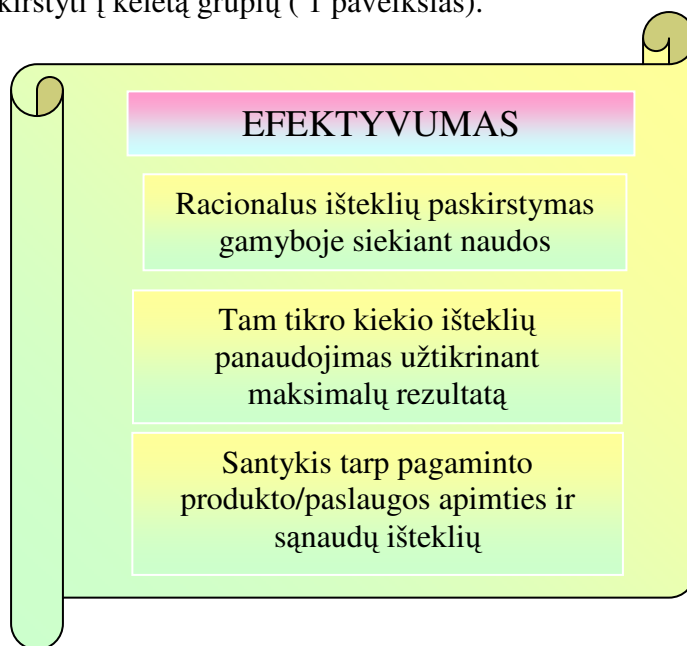 kirstyti į keletą grupių ( 1 paveikslas).
EFEKTYVUMAS
Racionalus išteklių paskirstymas
gamyboje siekiant naudos
Tam tikro kiekio išteklių
panaudojimas užtikrinant
maksimalų rezultatą
Santykis tarp pagaminto
produkto/paslaugos apimties ir
sąnaudų išteklių